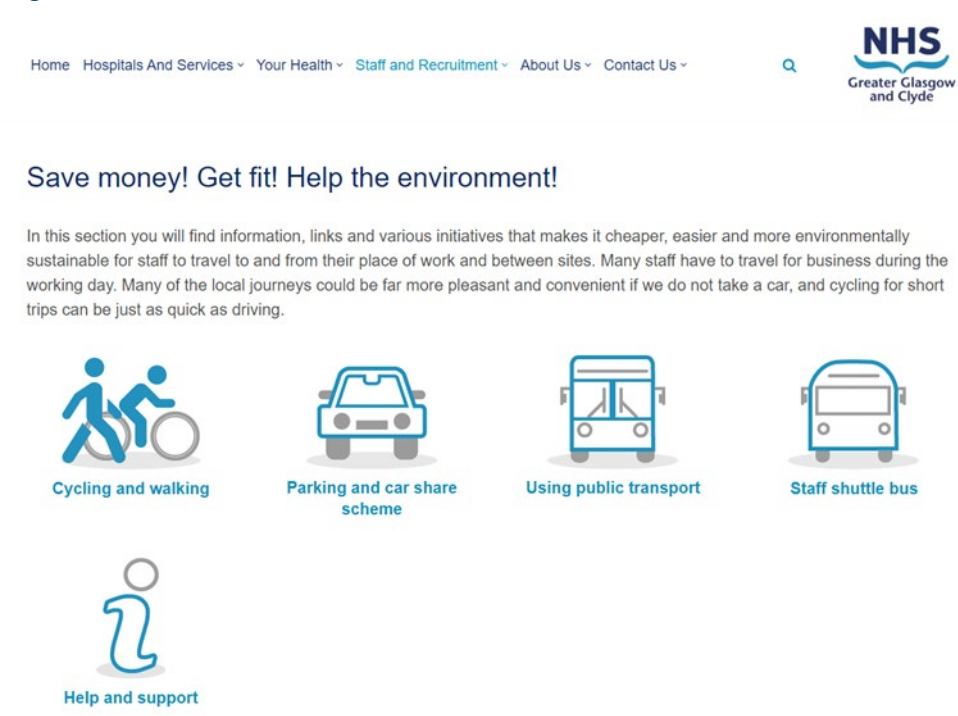 Home Hospitals And Services Your Health Staff and Recruitment About Us Contact Us
NHS
Greater Glasgow
and Clyde
Save money! Get fit! Help the environment!
In this section you will find information, links and various initiatives that makes it cheaper, easier and more environmentally
sustainable for staff to travel to and from their place of work and between sites. Many staff have to travel for business during the
working day. Many of the local journeys could be far more pleasant and convenient if we do not take a car, and cycling for short
trips can be just as quick as driving.
Cycling and walking
Parking and car share
scheme
Using public transport
Staff shuttle bus
Help and support